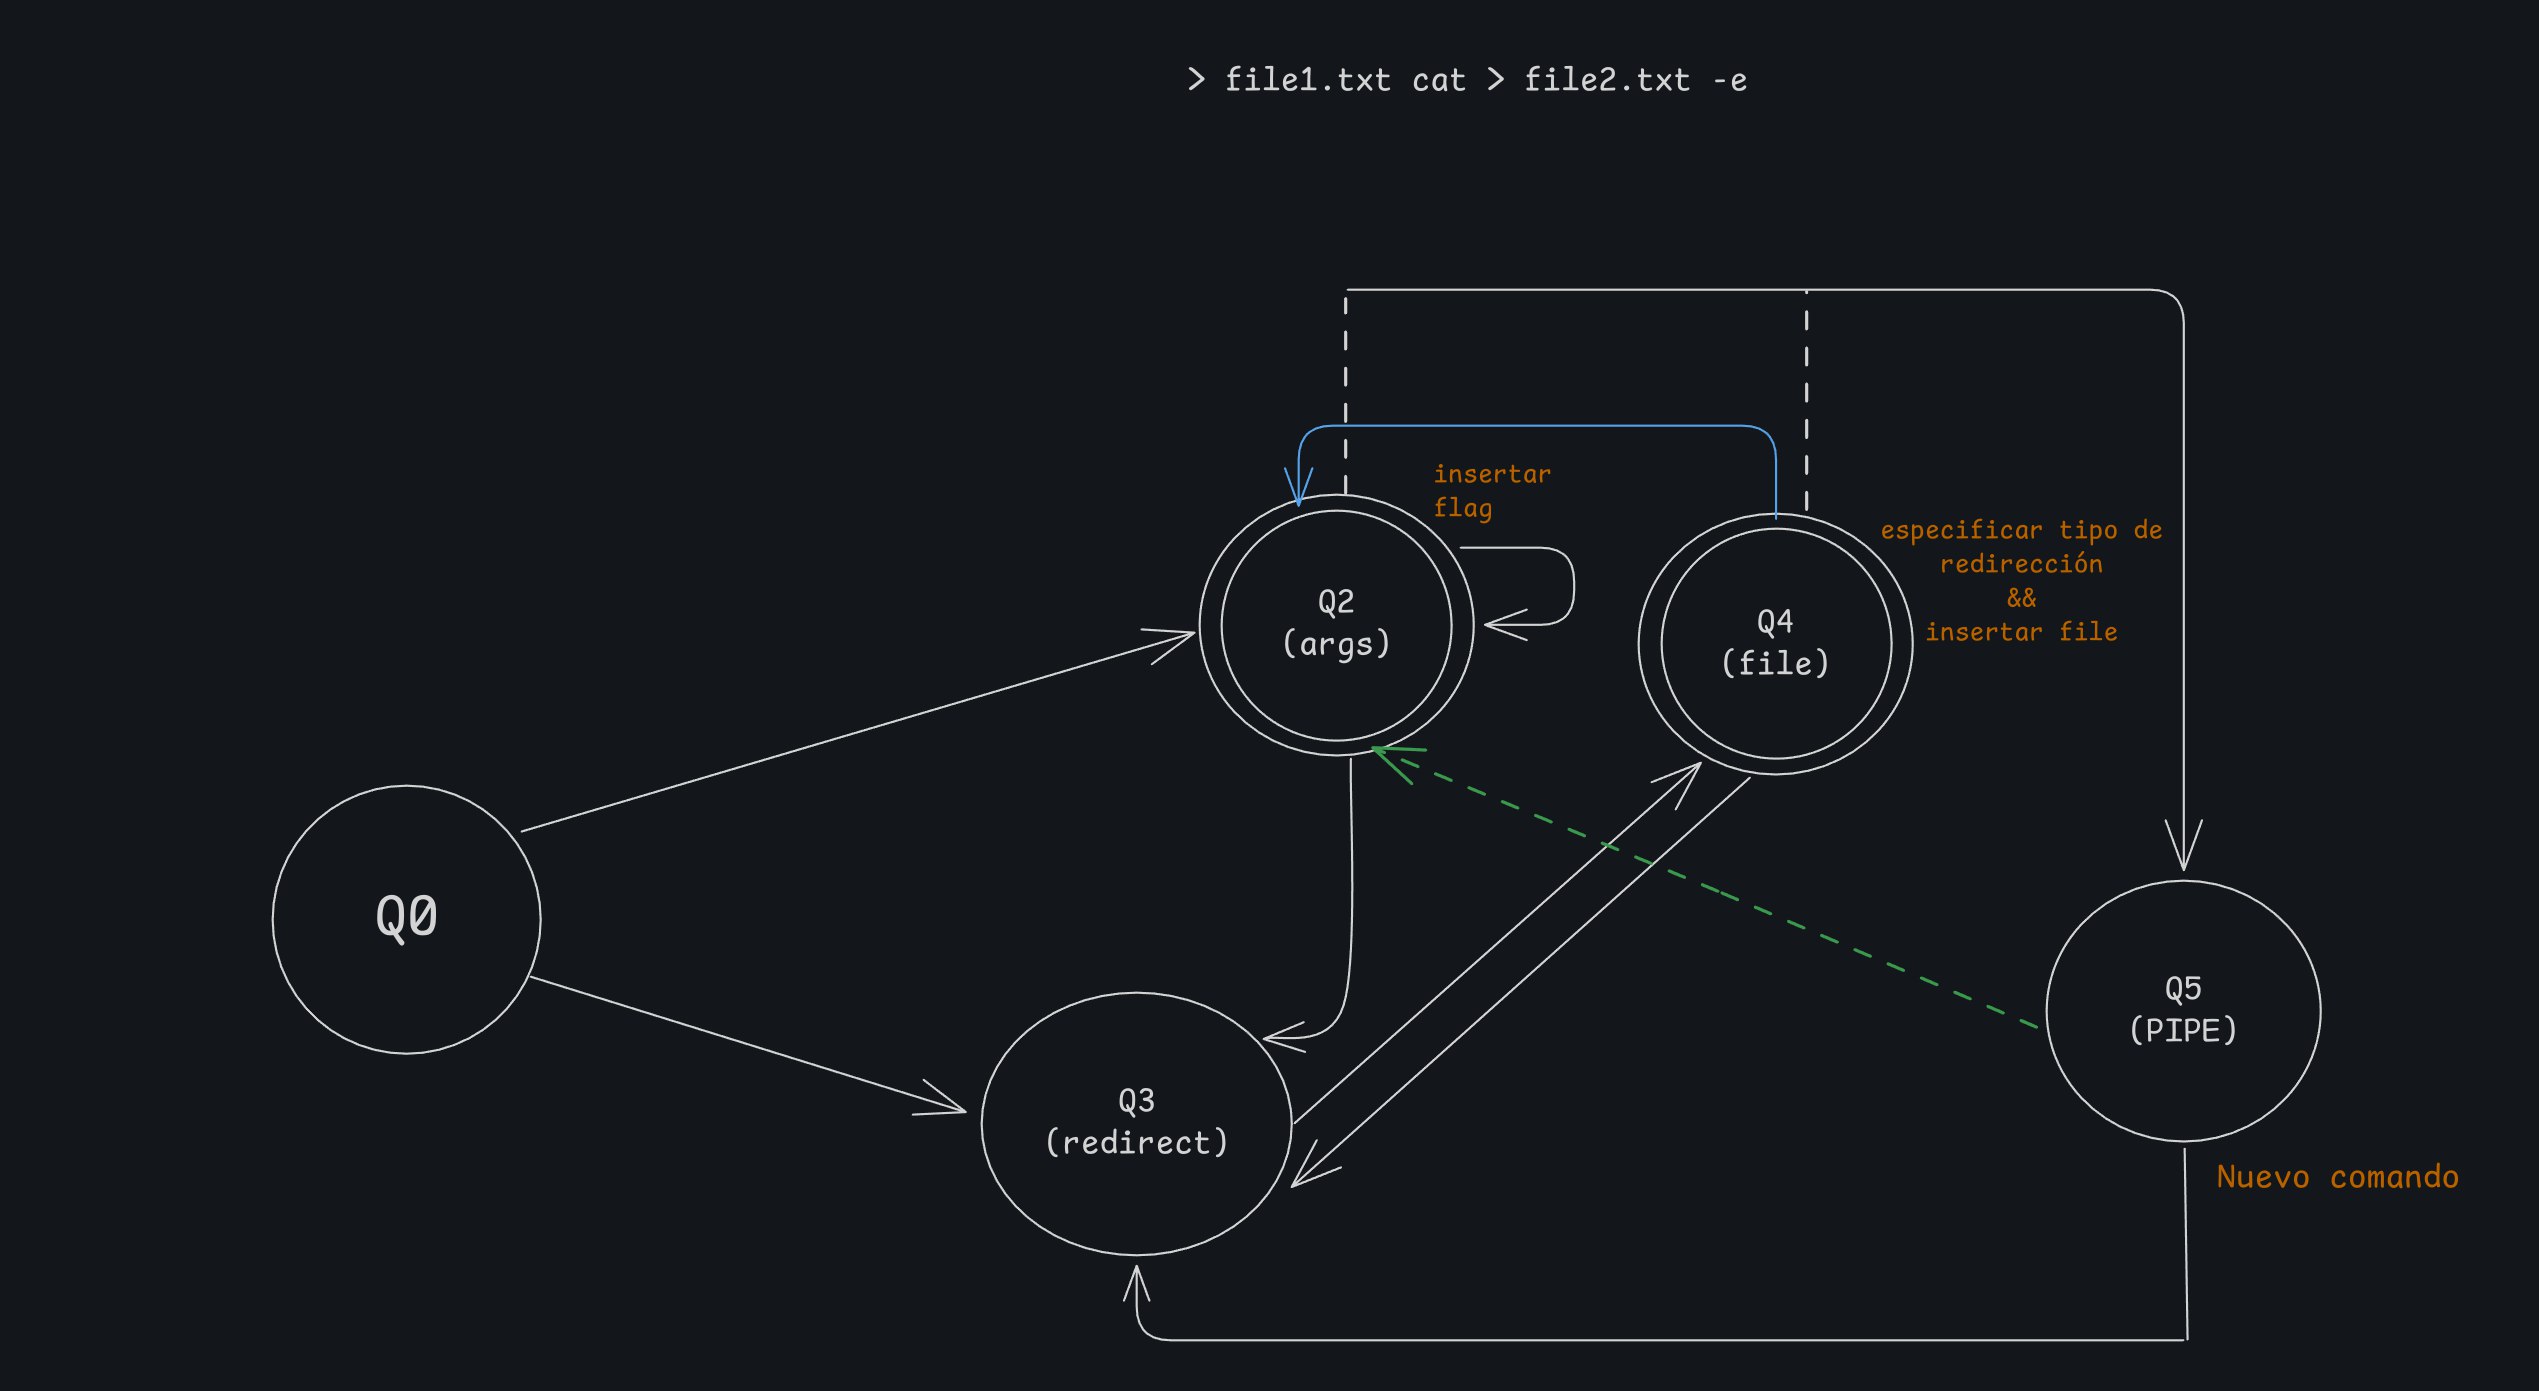 > file1.txt cat > file2.txt -e
insertar
flag
especificar tipo de
redirección
&&
insertar file
Q2
(args)
Q4
(file)
Q0
Q5
(PIPE)
Q3
(redirect)
Nuevo comando